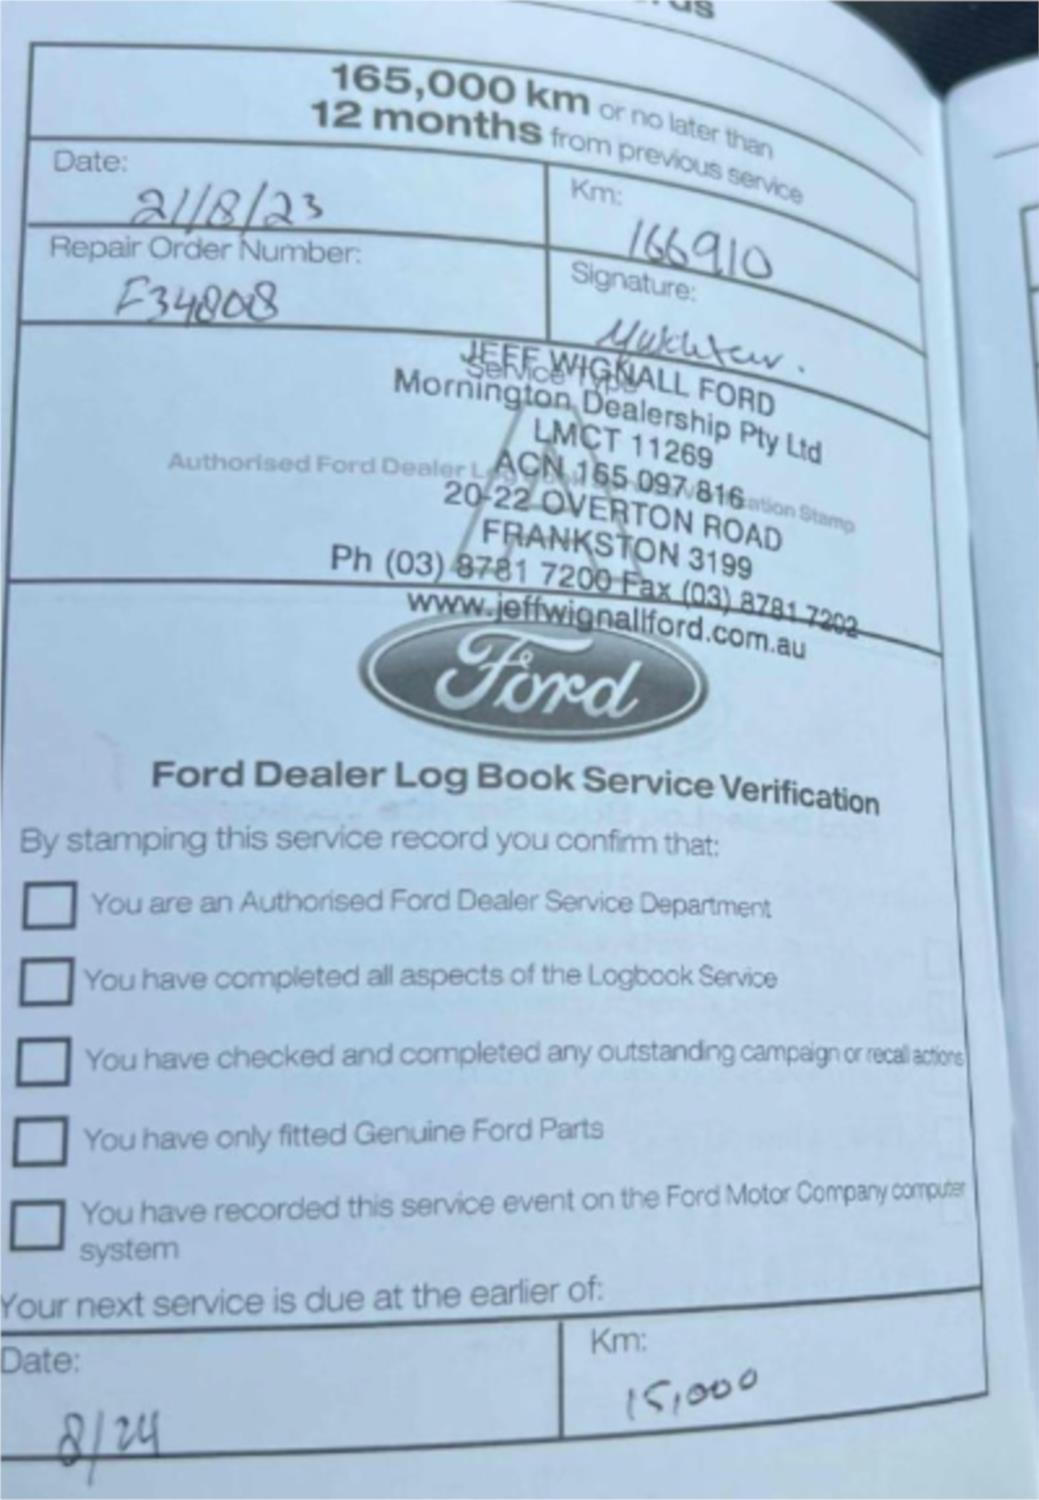 165,000 km or no later than
12 months from previous service
Date:
21/8/23
Km:
166910
Repair Order Number:
F34808
Signature:
Service Type
JEFF WIGNALL FORD
Mornington Dealership Pty Ltd
LMCT 11269
Authorised Ford Dealer L ation Stamp
ACN 165 097 816
20-22 OVERTON ROAD
FRANKSTON 3199
Ph (03) 8781 7200 Fax (03) 8781 7202
www.jeffwignallford.com.au
Ford
Ford Dealer Log Book Service Verification
By stamping this service record you confirm that:
You are an Authorised Ford Dealer Service Department
You have completed all aspects of the Logbook Service
You have checked and completed any outstanding campaign or recall actions
You have only fitted Genuine Ford Parts
You have recorded this service event on the Ford Motor Company computer
system
Your next service is due at the earlier of:
Date:
8/24
Km:
15,000